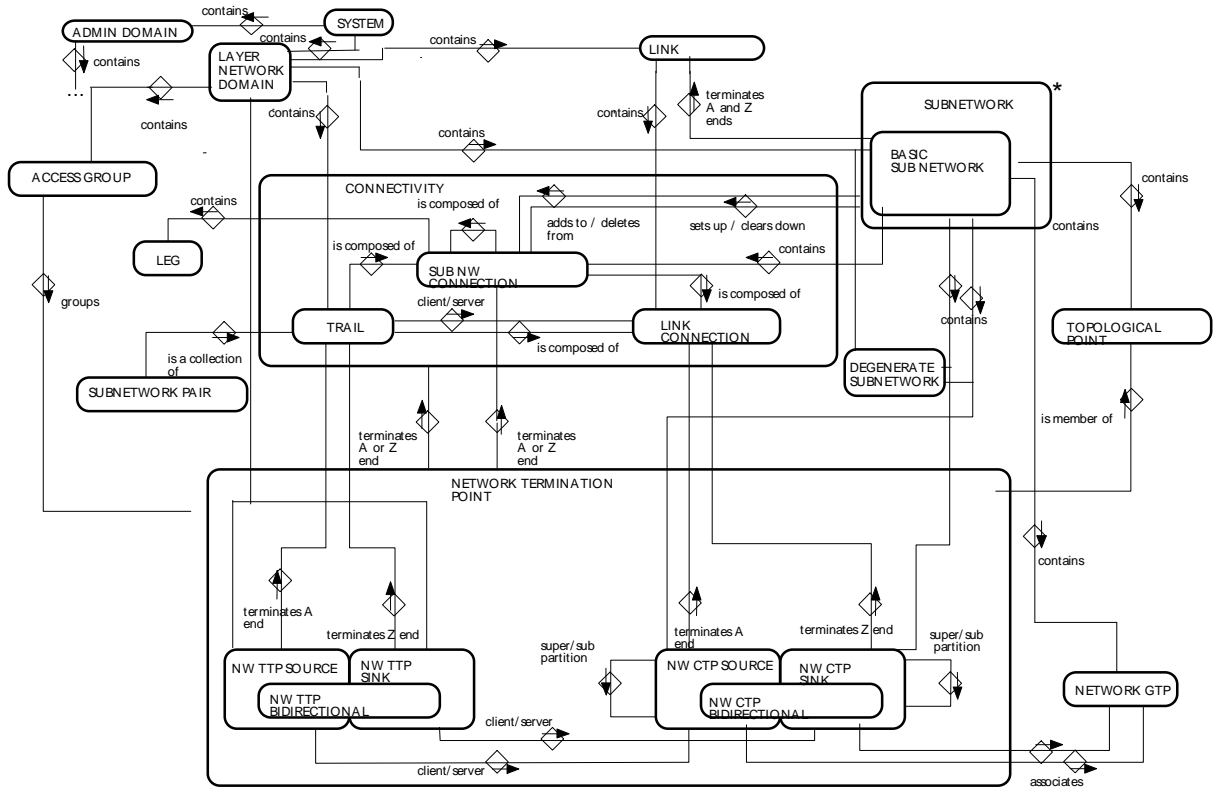 contains
SYSTEM
ADMIN DOMAIN
contains
contains
LINK
LAYER
NETWORK
DOMAIN
contains
...
contains
contains
contains
terminates
A and Z
ends
SUBNETWORK
*
contains
BASIC
SUB NETWORK
ACCESS GROUP
contains
CONNECTIVITY
contains
is composed of
adds to / deletes
from
sets up / clears down
contains
is composed of
contains
LEG
SUB NW
CONNECTION
is composed of
groups
client/server
contains
TRAIL
LINK
CONNECTION
TOPOLOGICAL
POINT
is composed of
is a collection
of
DEGENERATE
SUBNETWORK
SUBNETWORK PAIR
is member of
terminates
A or Z
end
terminates
A or Z
end
NETWORK TERMINATION
POINT
contains
terminates A
end
terminates Z end
terminates A
end
terminates Z end
super/sub
partition
super/sub
partition
NW TTP SOURCE
NW TTP
SINK
NW TTP
BIDIRECTIONAL
NW CTP SOURCE
NW CTP
SINK
NW CTP
BIDIRECTIONAL
NETWORK GTP
client/server
client/server
associates